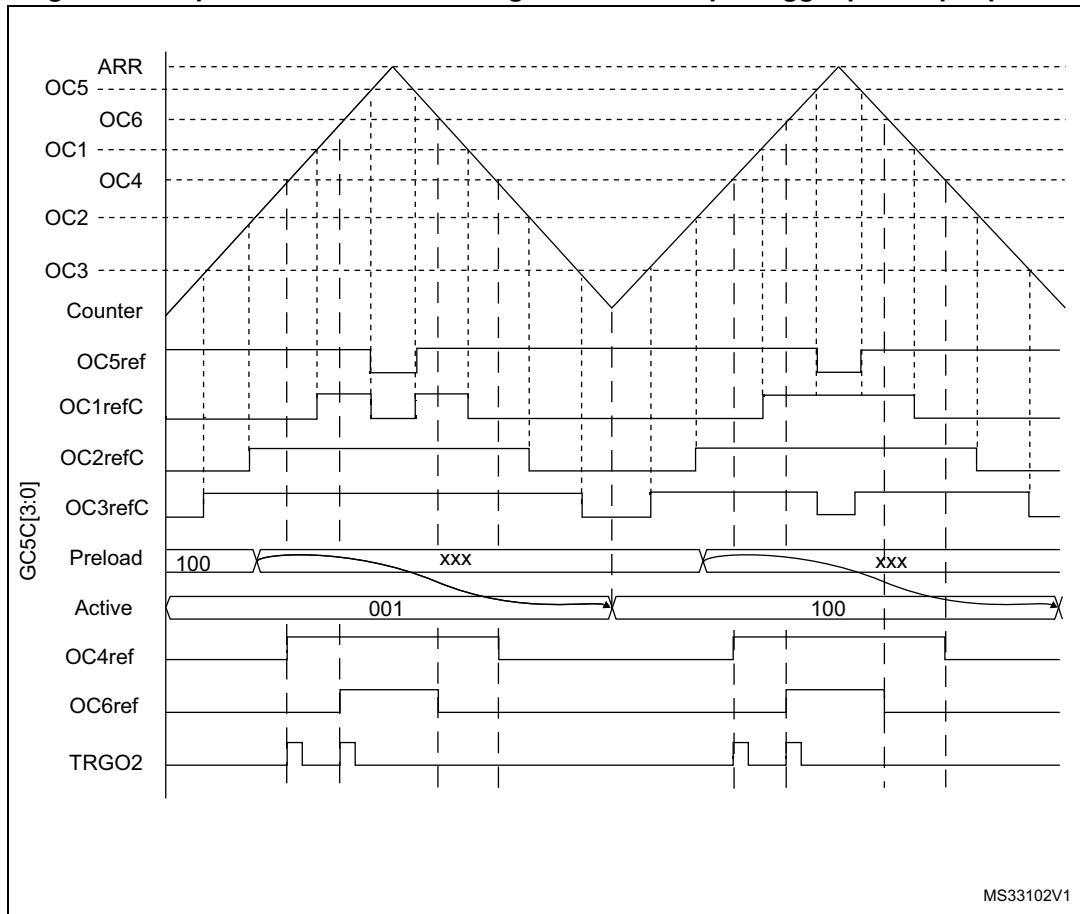 ARR
OC5
OC6
OC1
OC4
OC2
OC3
Counter
OC5ref
OC1refC
OC2refC
OC3refC
GC5C[3:0]
Preload 100 xxx xxx
Active 001 100
OC4ref
OC6ref
TRGO2
MS33102V1